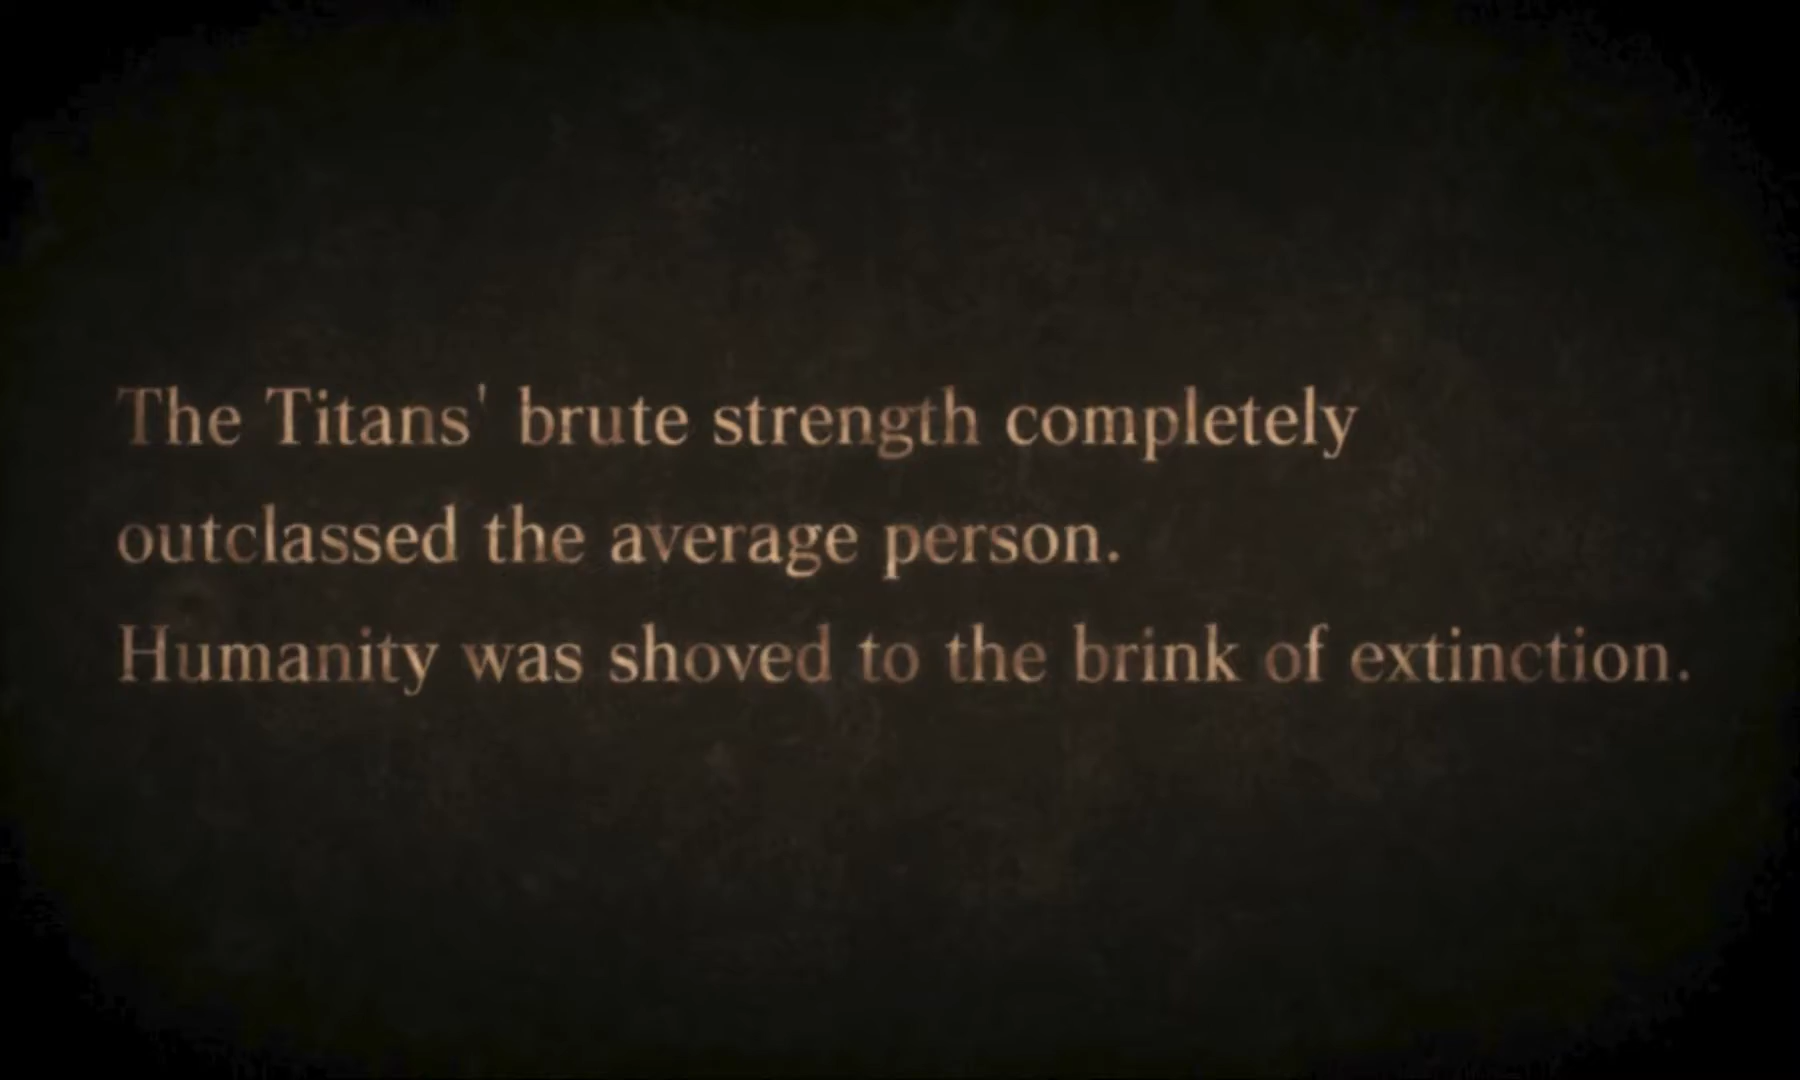 The Titans' brute strength completely
outclassed the average person.
Humanity was shoved to the brink of extinction.